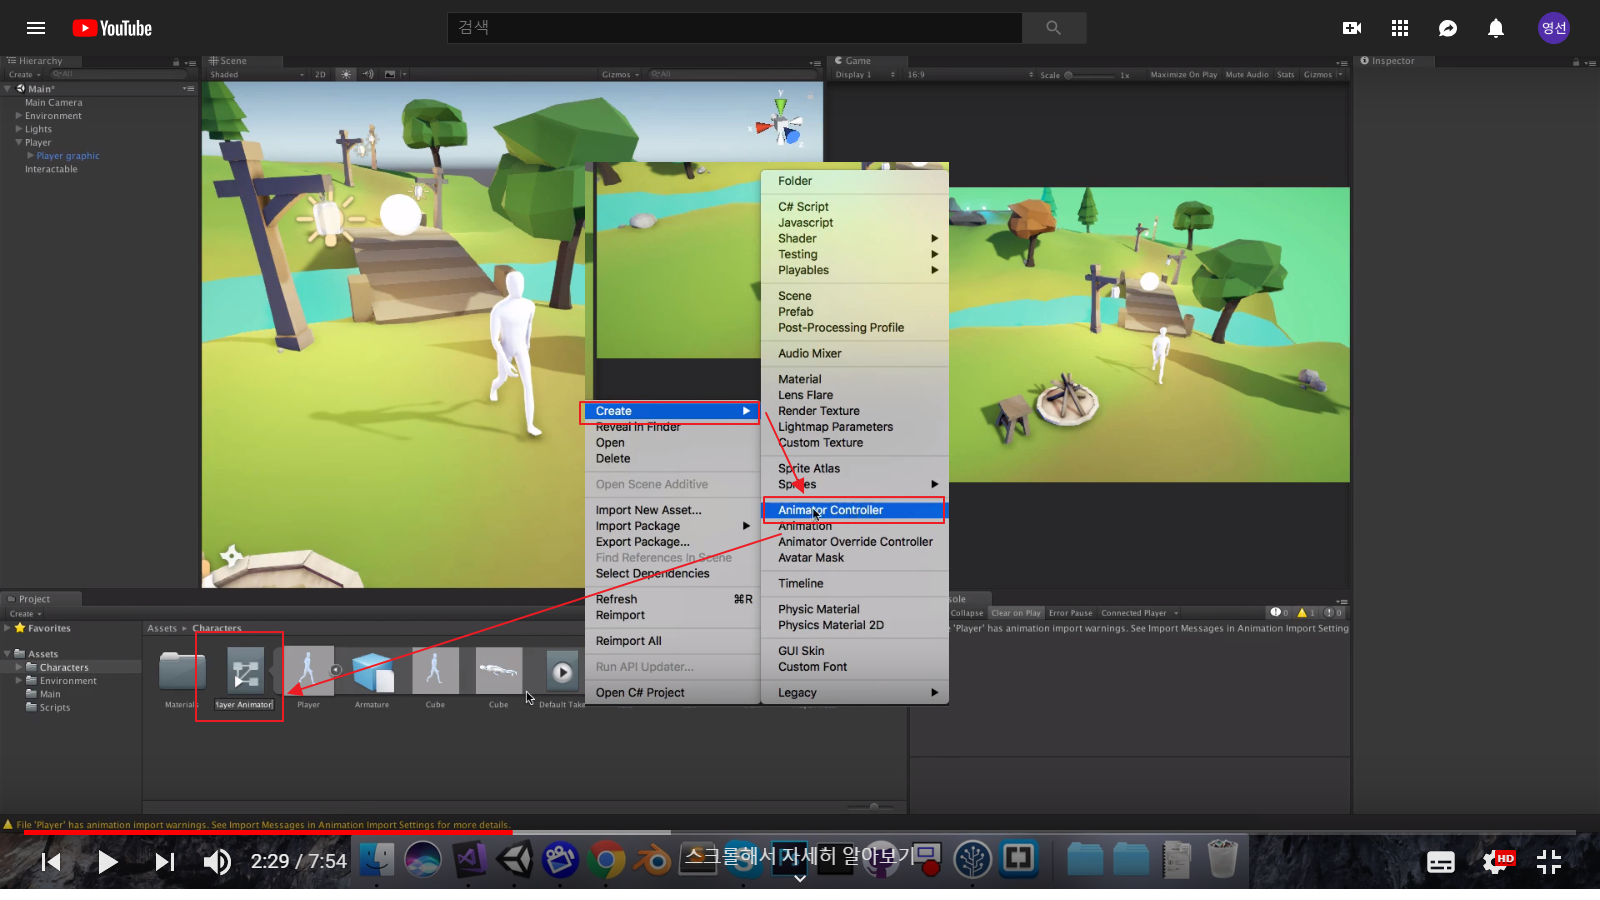 YouTube
검색
영선
Hierarchy
Create
All
Main*
Main Camera
Environment
Lights
Player
Player graphic
Interactable
Scene
Shaded
2D
Gizmos
All
Game
Display 1
16:9
Scale
1x
Maximize On Play
Mute Audio
Stats
Gizmos
Inspector
Folder
C# Script
Javascript
Shader
Testing
Playables
Scene
Prefab
Post-Processing Profile
Audio Mixer
Material
Lens Flare
Render Texture
Lightmap Parameters
Custom Texture
Sprite Atlas
Sprites
Animator Controller
Animation
Animator Override Controller
Avatar Mask
Timeline
Physic Material
Physics Material 2D
GUI Skin
Custom Font
Legacy
Create
Reveal in Finder
Open
Delete
Open Scene Additive
Import New Asset...
Import Package
Export Package...
Find References In Scene
Select Dependencies
Refresh ⌘R
Reimport
Reimport All
Run API Updater...
Open C# Project
Project
Create
Favorites
Assets
Characters
Environment
Main
Scripts
Assets ▸ Characters
Material
layer Animator
Player
Armature
Cube
Cube
Default Take
sole
Collapse
Clear on Play
Error Pause
Connected Player
0
1
0
'Player' has animation import warnings. See Import Messages in Animation Import Setting
File 'Player' has animation import warnings. See Import Messages in Animation Import Settings for more details.
2:29 / 7:54
스크롤해서 자세히 알아보기
HD